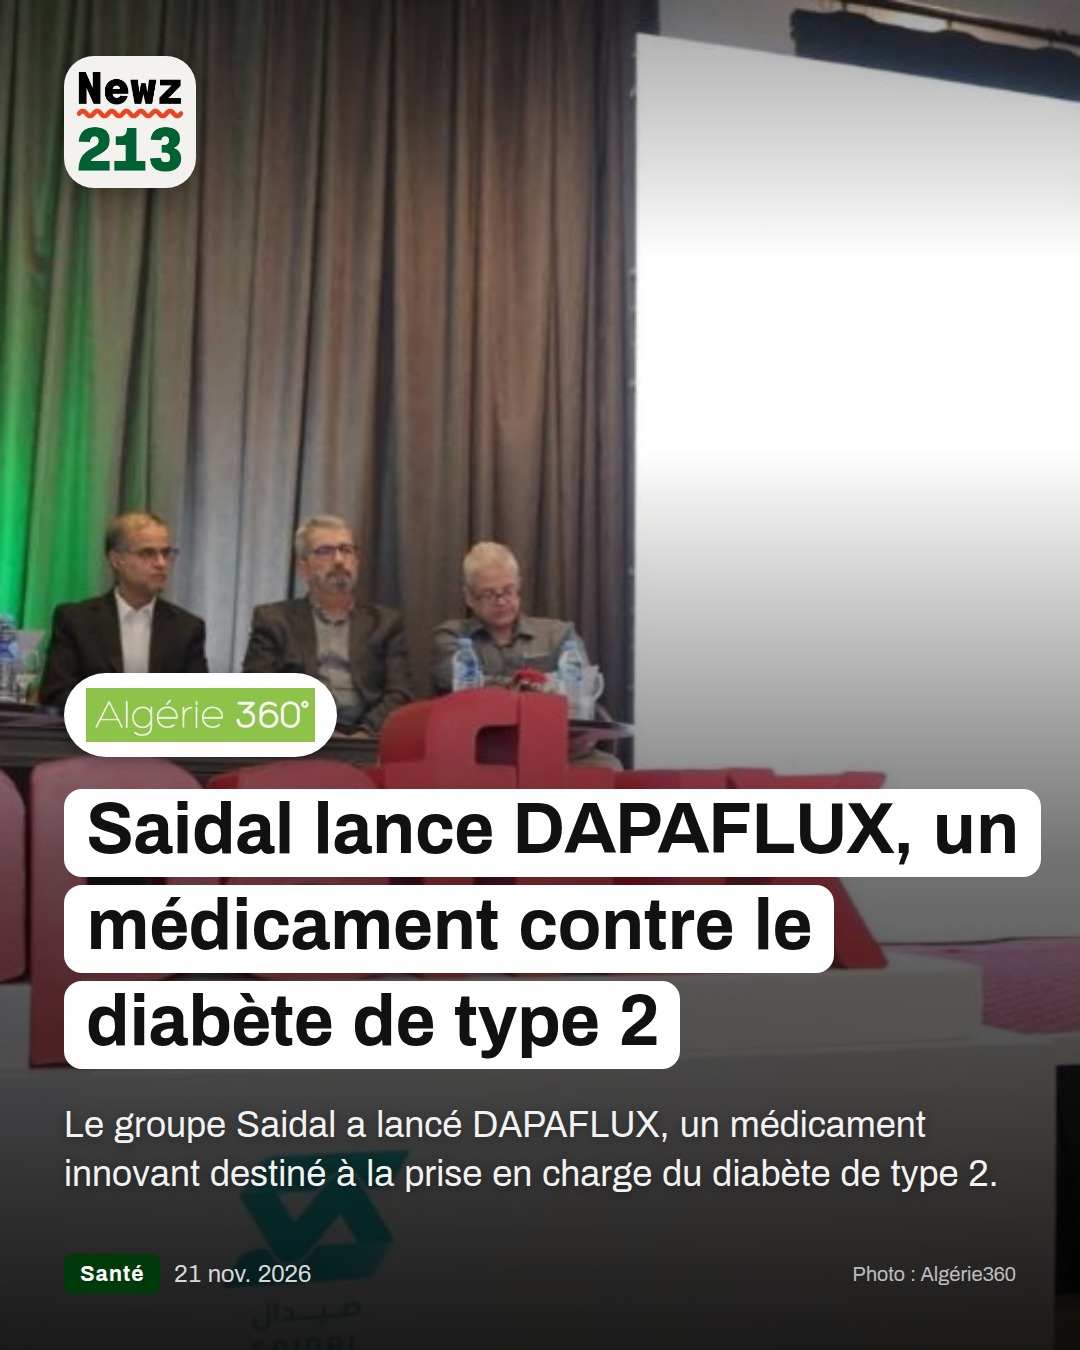 Newz
213
Algérie 360°
Saidal lance DAPAFLUX, un
médicament contre le
diabète de type 2
Le groupe Saidal a lancé DAPAFLUX, un médicament
innovant destiné à la prise en charge du diabète de type 2.
Santé 21 nov. 2026
Photo : Algérie360
صيدال
SAIDAL